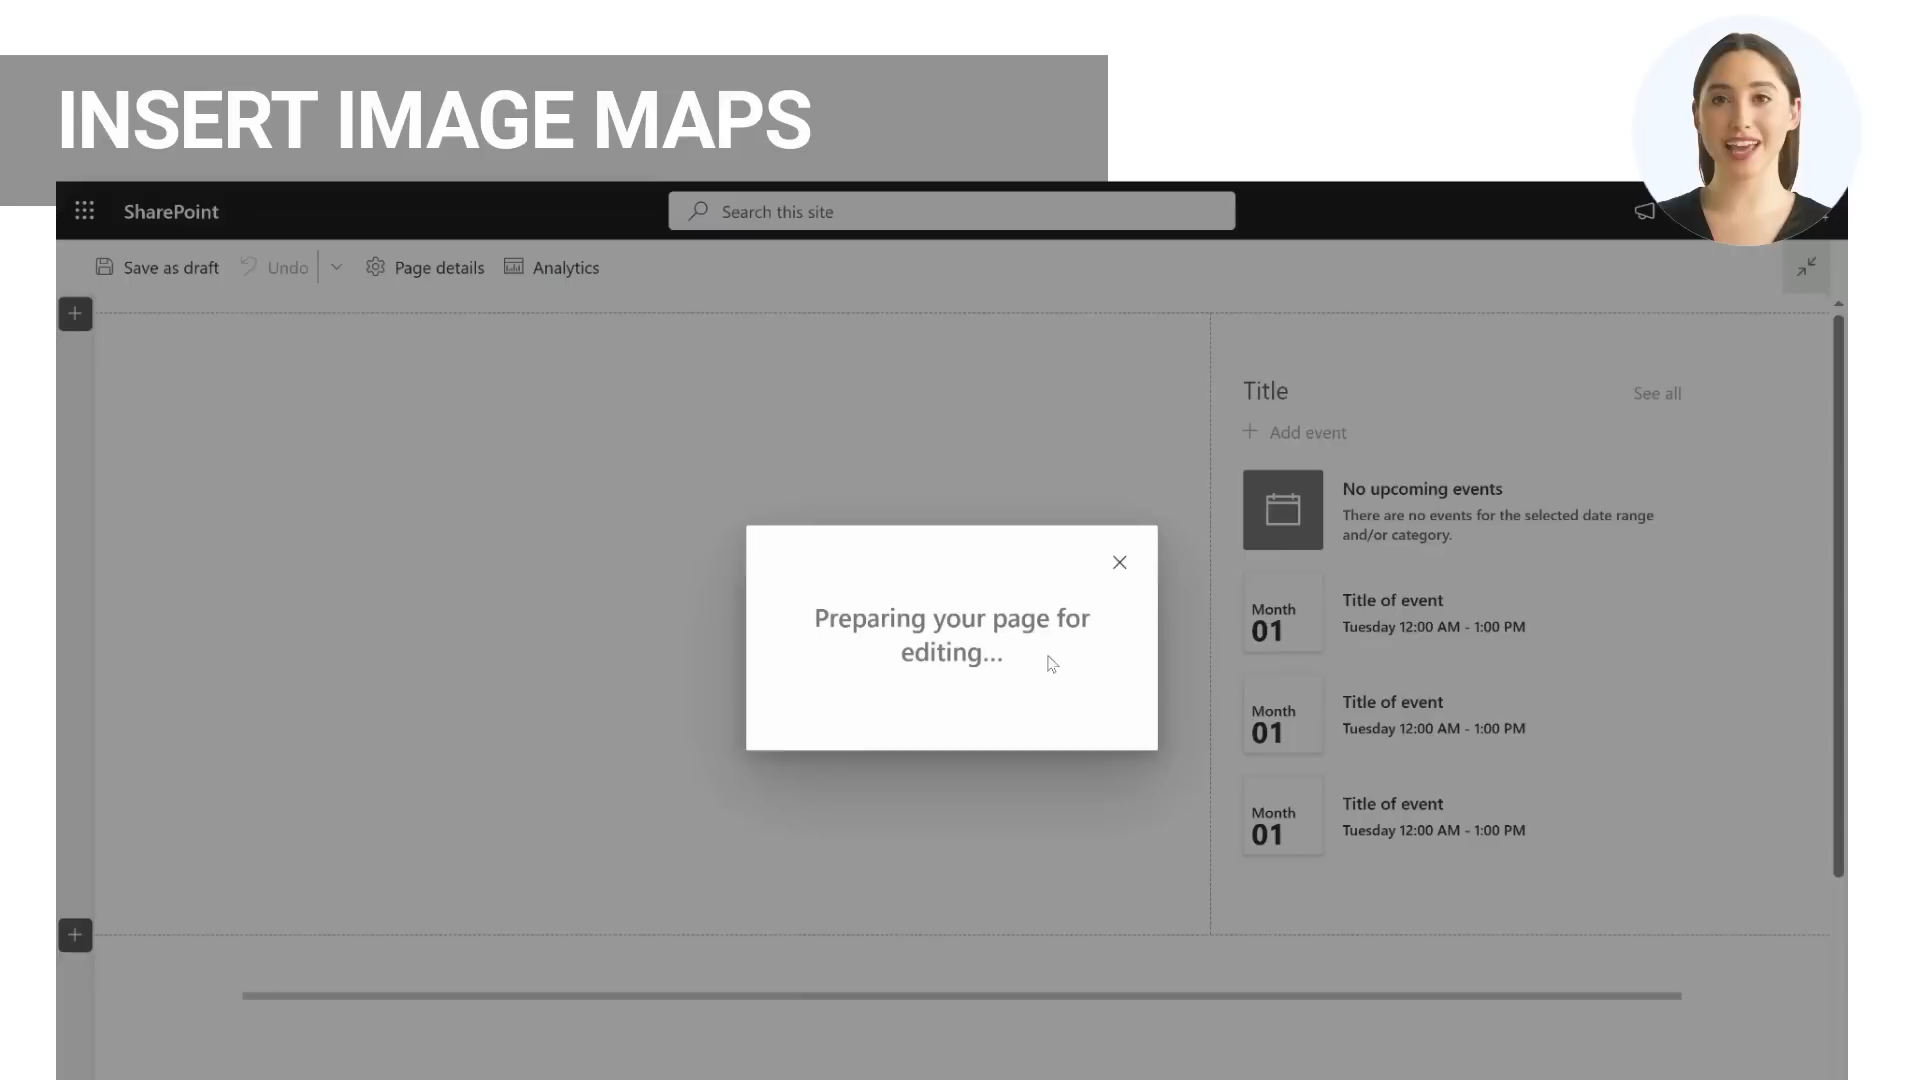 INSERT IMAGE MAPS
SharePoint
Search this site
Save as draft
Undo
Page details
Analytics
Title
See all
Add event
No upcoming events
There are no events for the selected date range
and/or category.
Month
01
Title of event
Tuesday 12:00 AM - 1:00 PM
Month
01
Title of event
Tuesday 12:00 AM - 1:00 PM
Month
01
Title of event
Tuesday 12:00 AM - 1:00 PM
Preparing your page for
editing...